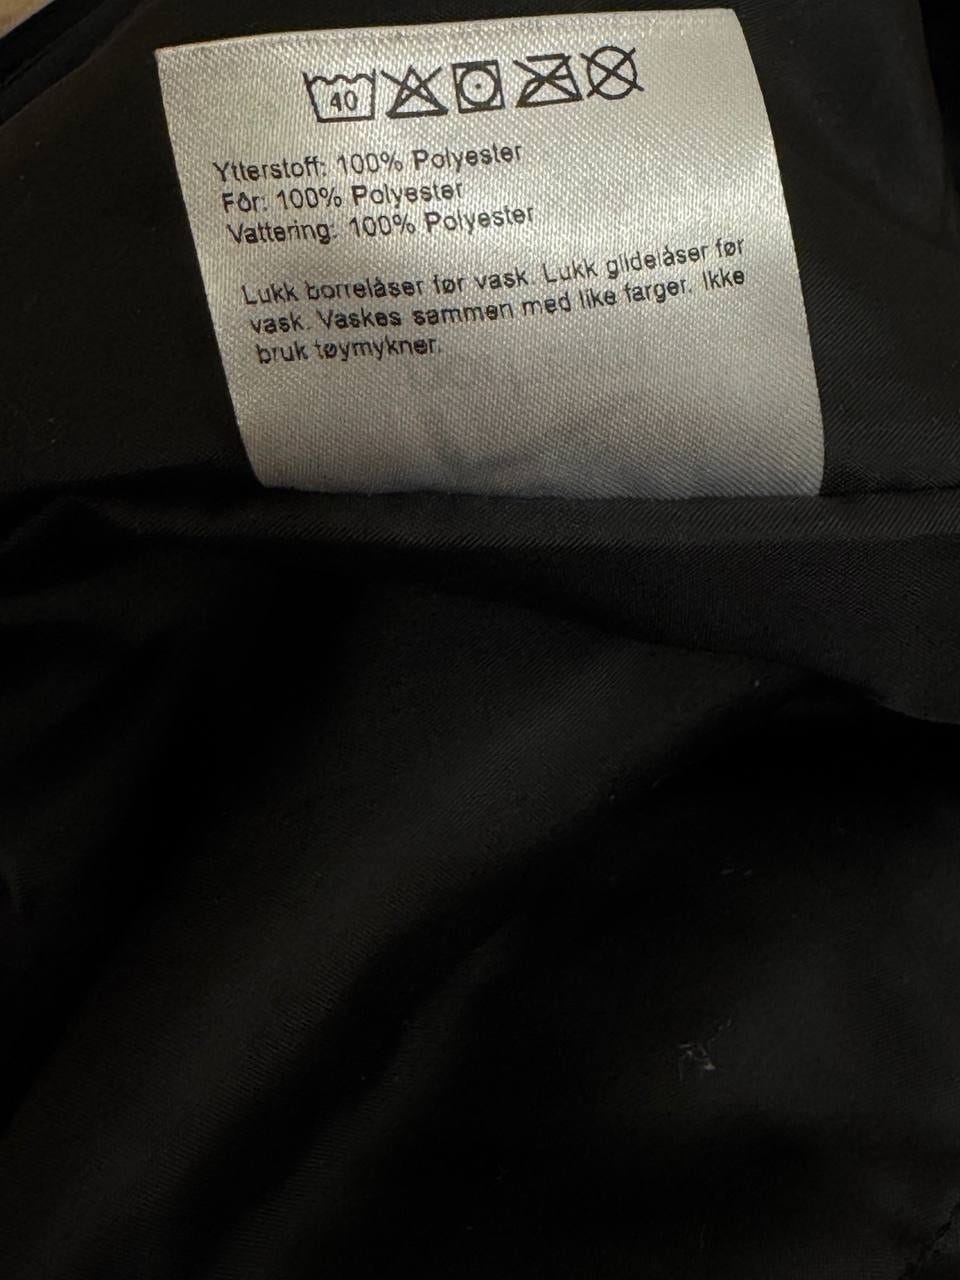 40
Ytterstoff: 100% Polyester
Fôr: 100% Polyester
Vattering: 100% Polyester
Lukk borrelåser før vask. Lukk glidelåser før
vask. Vaskes sammen med like farger. Ikke
bruk tøymykner.